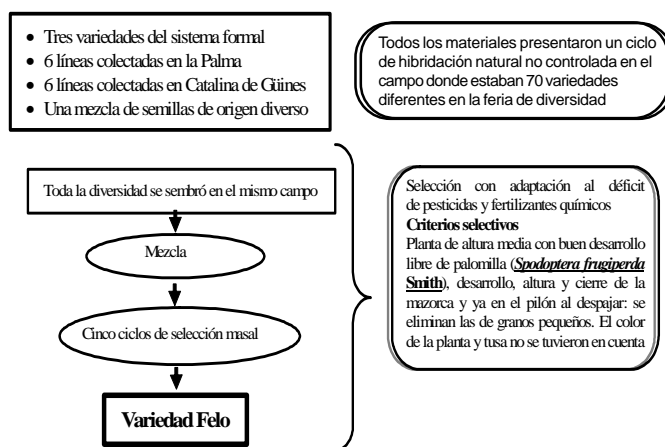 • Tres variedades del sistema formal
• 6 líneas colectadas en la Palma
• 6 líneas colectadas en Catalina de Güines
• Una mezcla de semillas de origen diverso
Todos los materiales presentaron un ciclo
de hibridación natural no controlada en el
campo donde estaban 70 variedades
diferentes en la feria de diversidad
Toda la diversidad se sembró en el mismo campo
Mezcla
Cinco ciclos de selección masal
Variedad Felo
Selección con adaptación al déficit
de pesticidas y fertilizantes químicos
Criterios selectivos
Planta de altura media con buen desarrollo
libre de palomilla (Spodoptera frugiperda
Smith), desarrollo, altura y cierre de la
mazorca y ya en el pilón al despajar: se
eliminan las de granos pequeños. El color
de la planta y tusa no se tuvieron en cuenta